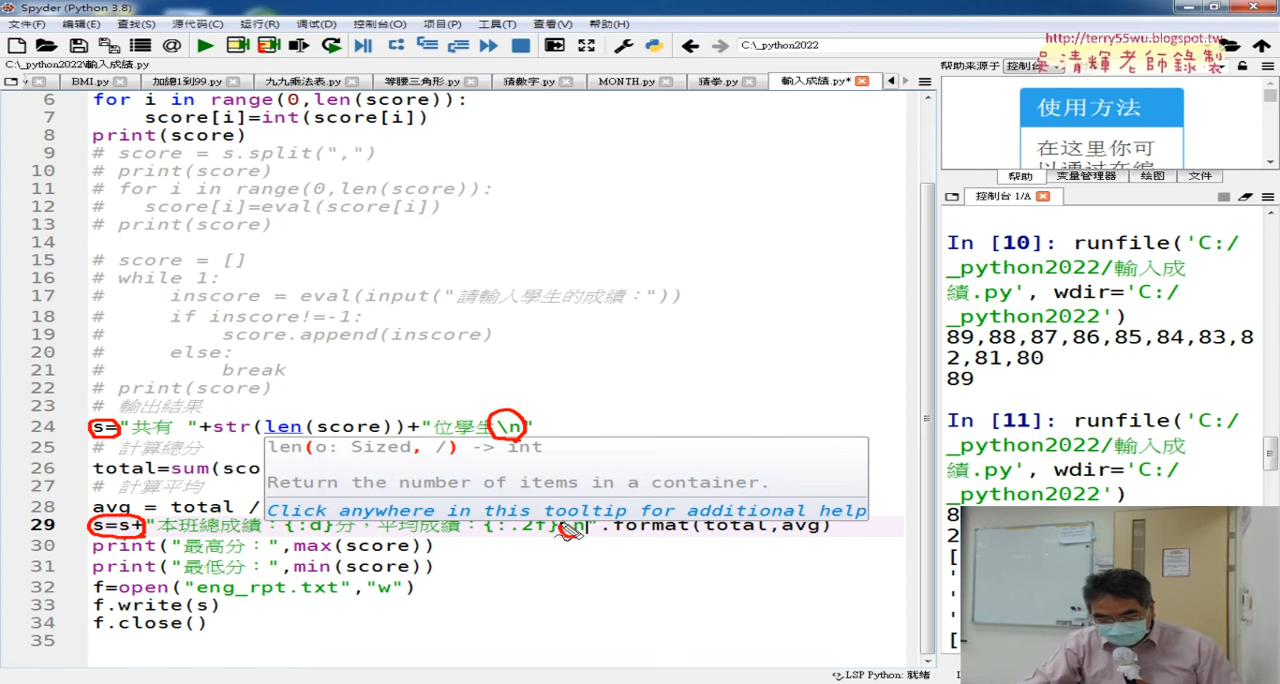 Spyder (Python 3.8)
文件(F) 编辑(E) 查找(S) 源代码(C) 运行(R) 调试(D) 控制台(O) 项目(P) 工具(T) 查看(V) 帮助(H)
C:\_python2022
http://terry55wu.blogspot.tw
吳清輝老師錄製
C:\_python2022\輸入成績.py
帮助来源于 控制台
BMI.py 加總1到99.py 九九乘法表.py 等腰三角形.py 猜數字.py MONTH.py 猜拳.py 輸入成績.py*
6 for i in range(0,len(score)):
7 score[i]=int(score[i])
8 print(score)
9 # score = s.split(",")
10 # print(score)
11 # for i in range(0,len(score)):
12 # score[i]=eval(score[i])
13 # print(score)
14
15 # score = []
16 # while 1:
17 # inscore = eval(input("請輸入學生的成績："))
18 # if inscore!=-1:
19 # score.append(inscore)
20 # else:
21 # break
22 # print(score)
23 # 輸出結果
24 s="共有 "+str(len(score))+"位學生\n"
25 # 計算總分
len(o: Sized, /) -> int
26 total=sum(sco
Return the number of items in a container.
27 # 計算平均
28 avg = total /
Click anywhere in this tooltip for additional help
29 s=s+"本班總成績：{:d}分，平均成績：{:.2f}\n".format(total,avg)
30 print("最高分：",max(score))
31 print("最低分：",min(score))
32 f=open("eng_rpt.txt","w")
33 f.write(s)
34 f.close()
35
使用方法
在这里你可
帮助 变量管理器 绘图 文件
控制台 1/A
In [10]: runfile('C:/
_python2022/輸入成
績.py', wdir='C:/
_python2022')
89,88,87,86,85,84,83,8
2,81,80
89
In [11]: runfile('C:/
_python2022/輸入成
績.py', wdir='C:/
_python2022')
LSP Python: 就绪